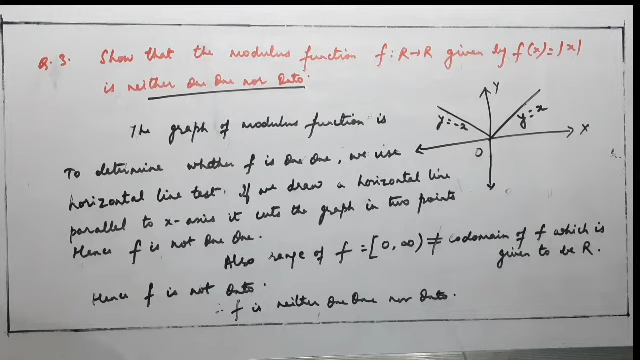 Q.3. Show that the modulus function f: R→R given by f(x)=|x|
is neither One One nor Onto.
The graph of modulus function is
Y
y=-x
y=x
X
O
To determine whether f is One One, we use
horizontal line test. If we draw a horizontal line
parallel to x-axis it cuts the graph in two points
Hence f is not One One.
Also range of f = [0,∞) ≠ codomain of f which is
given to be R.
Hence f is not Onto.
∴ f is neither One One nor Onto.